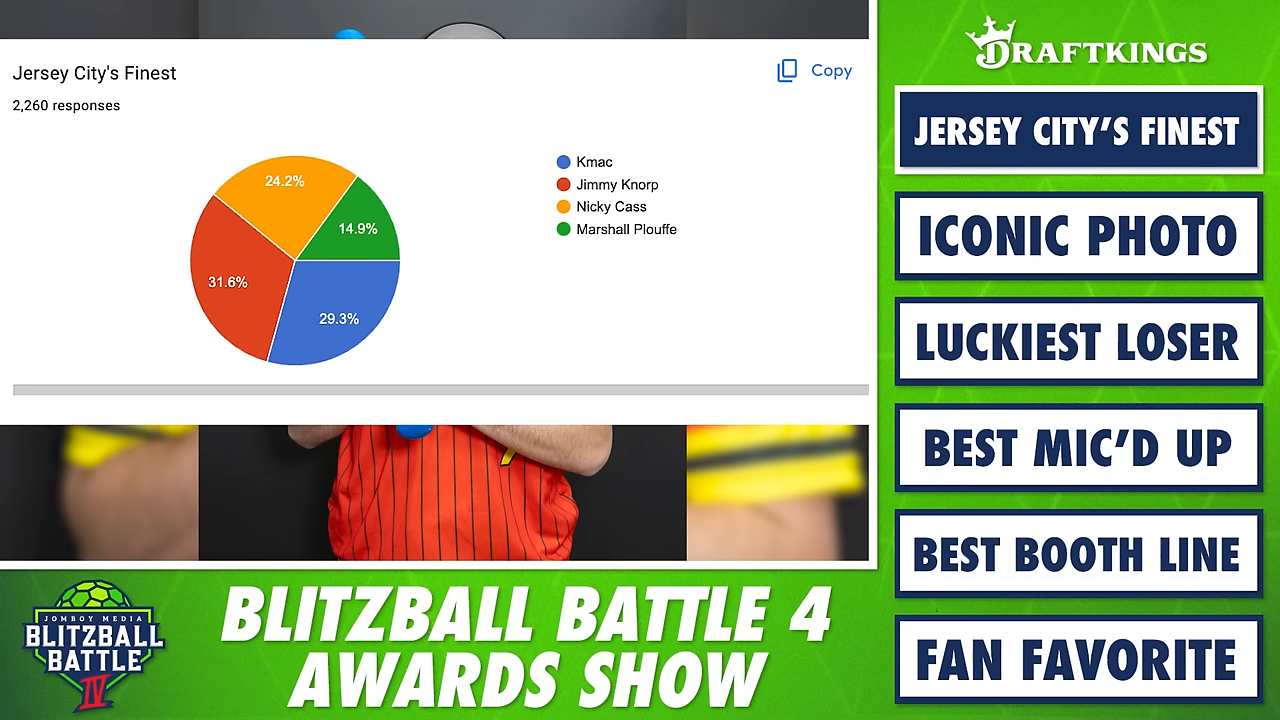 Jersey City's Finest
Copy
2,260 responses
Kmac
Jimmy Knorp
Nicky Cass
Marshall Plouffe
24.2%
14.9%
31.6%
29.3%
DRAFTKINGS
JERSEY CITY'S FINEST
ICONIC PHOTO
LUCKIEST LOSER
BEST MIC'D UP
BEST BOOTH LINE
FAN FAVORITE
JOMBOY MEDIA
BLITZBALL
BATTLE
IV
BLITZBALL BATTLE 4
AWARDS SHOW